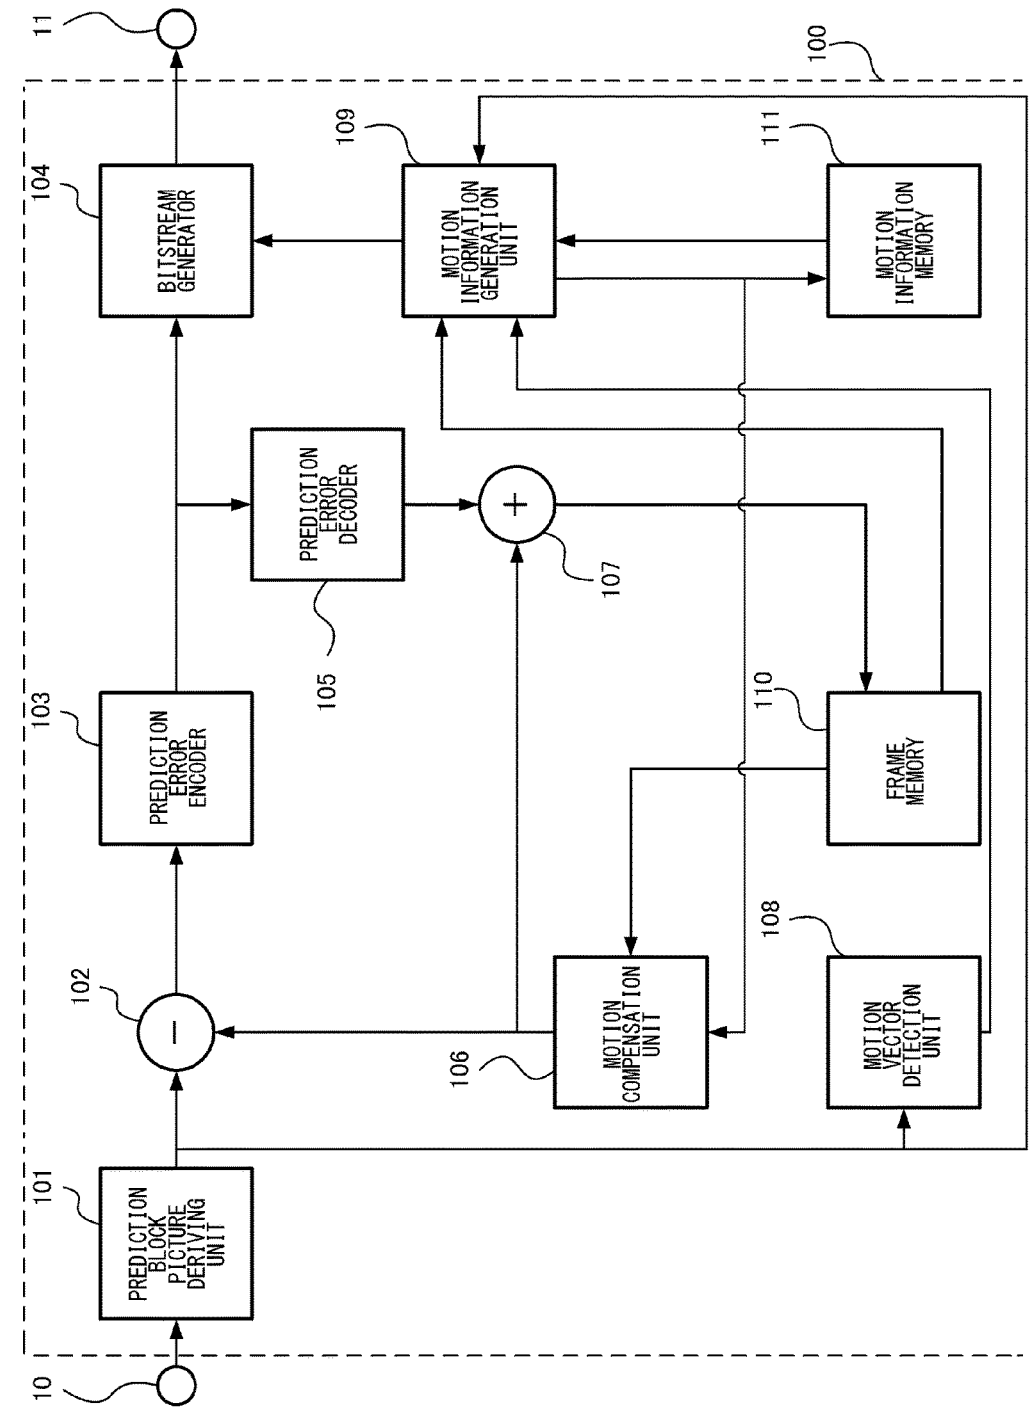 100
10
101
PREDICTION
BLOCK
PICTURE
DERIVING
UNIT
102
−
103
PREDICTION
ERROR
ENCODER
104
BITSTREAM
GENERATOR
11
105
PREDICTION
ERROR
DECODER
107
+
109
MOTION
INFORMATION
GENERATION
UNIT
106
MOTION
COMPENSATION
UNIT
108
MOTION
VECTOR
DETECTION
UNIT
110
FRAME
MEMORY
111
MOTION
INFORMATION
MEMORY